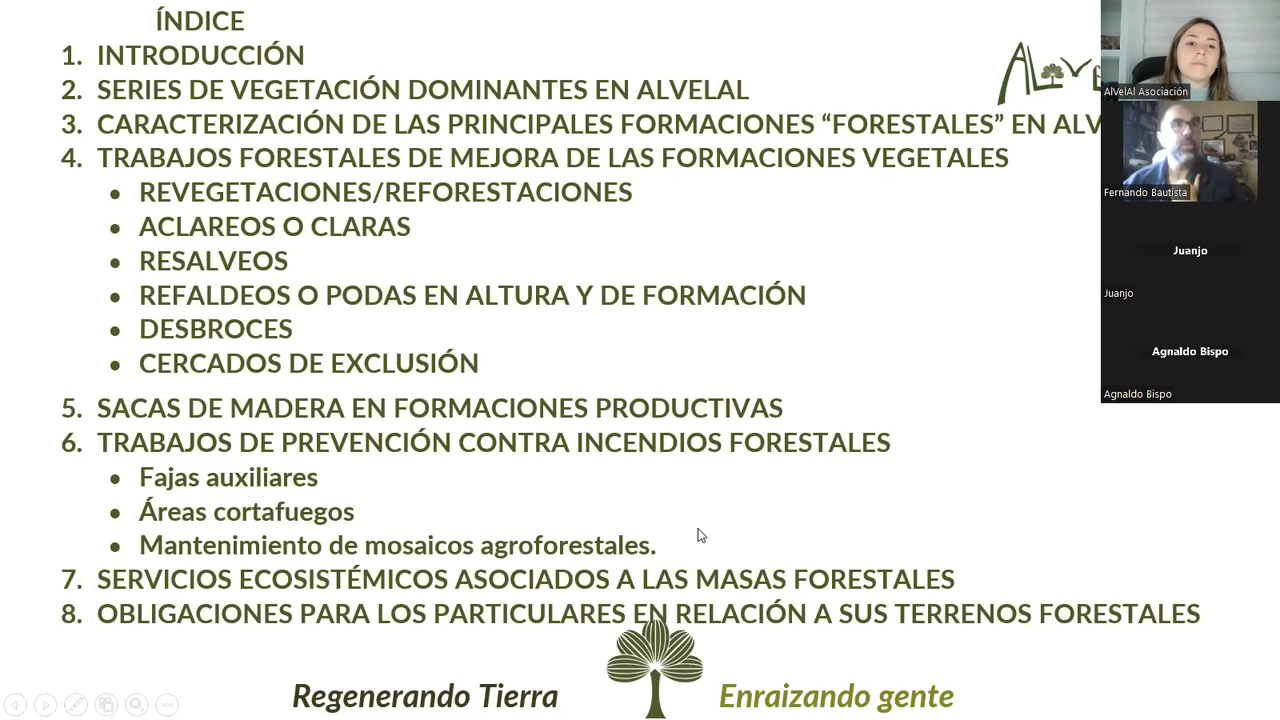 ÍNDICE
1. INTRODUCCIÓN
2. SERIES DE VEGETACIÓN DOMINANTES EN ALVELAL
3. CARACTERIZACIÓN DE LAS PRINCIPALES FORMACIONES “FORESTALES” EN ALV
4. TRABAJOS FORESTALES DE MEJORA DE LAS FORMACIONES VEGETALES
• REVEGETACIONES/REFORESTACIONES
• ACLAREOS O CLARAS
• RESALVEOS
• REFALDEOS O PODAS EN ALTURA Y DE FORMACIÓN
• DESBROCES
• CERCADOS DE EXCLUSIÓN
5. SACAS DE MADERA EN FORMACIONES PRODUCTIVAS
6. TRABAJOS DE PREVENCIÓN CONTRA INCENDIOS FORESTALES
• Fajas auxiliares
• Áreas cortafuegos
• Mantenimiento de mosaicos agroforestales.
7. SERVICIOS ECOSISTÉMICOS ASOCIADOS A LAS MASAS FORESTALES
8. OBLIGACIONES PARA LOS PARTICULARES EN RELACIÓN A SUS TERRENOS FORESTALES
Regenerando Tierra
Enraizando gente
AlVelAl Asociación
Fernando Bautista
Juanjo
Juanjo
Agnaldo Bispo
Agnaldo Bispo